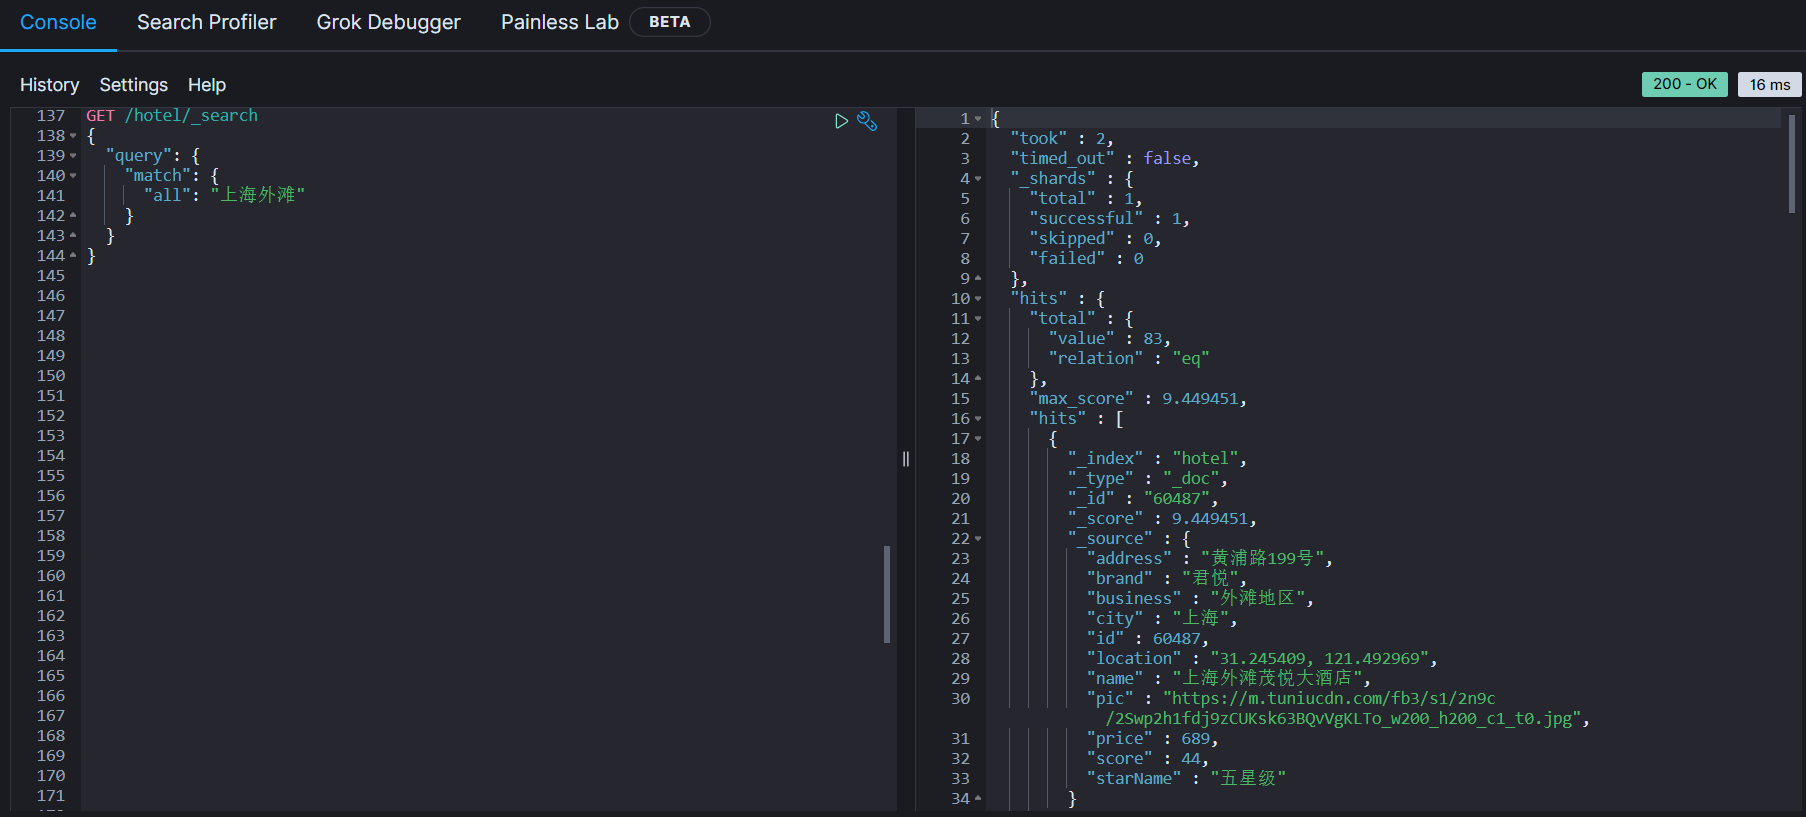 Console Search Profiler Grok Debugger Painless Lab BETA
History Settings Help
200 - OK 16 ms
137 GET /hotel/_search
138 {
139 "query": {
140 "match": {
141 "all": "上海外滩"
142 }
143 }
144 }
145
146
147
148
149
150
151
152
153
154
155
156
157
158
159
160
161
162
163
164
165
166
167
168
169
170
171
1 {
2 "took" : 2,
3 "timed_out" : false,
4 "_shards" : {
5 "total" : 1,
6 "successful" : 1,
7 "skipped" : 0,
8 "failed" : 0
9 },
10 "hits" : {
11 "total" : {
12 "value" : 83,
13 "relation" : "eq"
14 },
15 "max_score" : 9.449451,
16 "hits" : [
17 {
18 "_index" : "hotel",
19 "_type" : "_doc",
20 "_id" : "60487",
21 "_score" : 9.449451,
22 "_source" : {
23 "address" : "黄浦路199号",
24 "brand" : "君悦",
25 "business" : "外滩地区",
26 "city" : "上海",
27 "id" : 60487,
28 "location" : "31.245409, 121.492969",
29 "name" : "上海外滩茂悦大酒店",
30 "pic" : "https://m.tuniucdn.com/fb3/s1/2n9c
/2Swp2h1fdj9zCUKsk63BQvVgKLTo_w200_h200_c1_t0.jpg",
31 "price" : 689,
32 "score" : 44,
33 "starName" : "五星级"
34 }